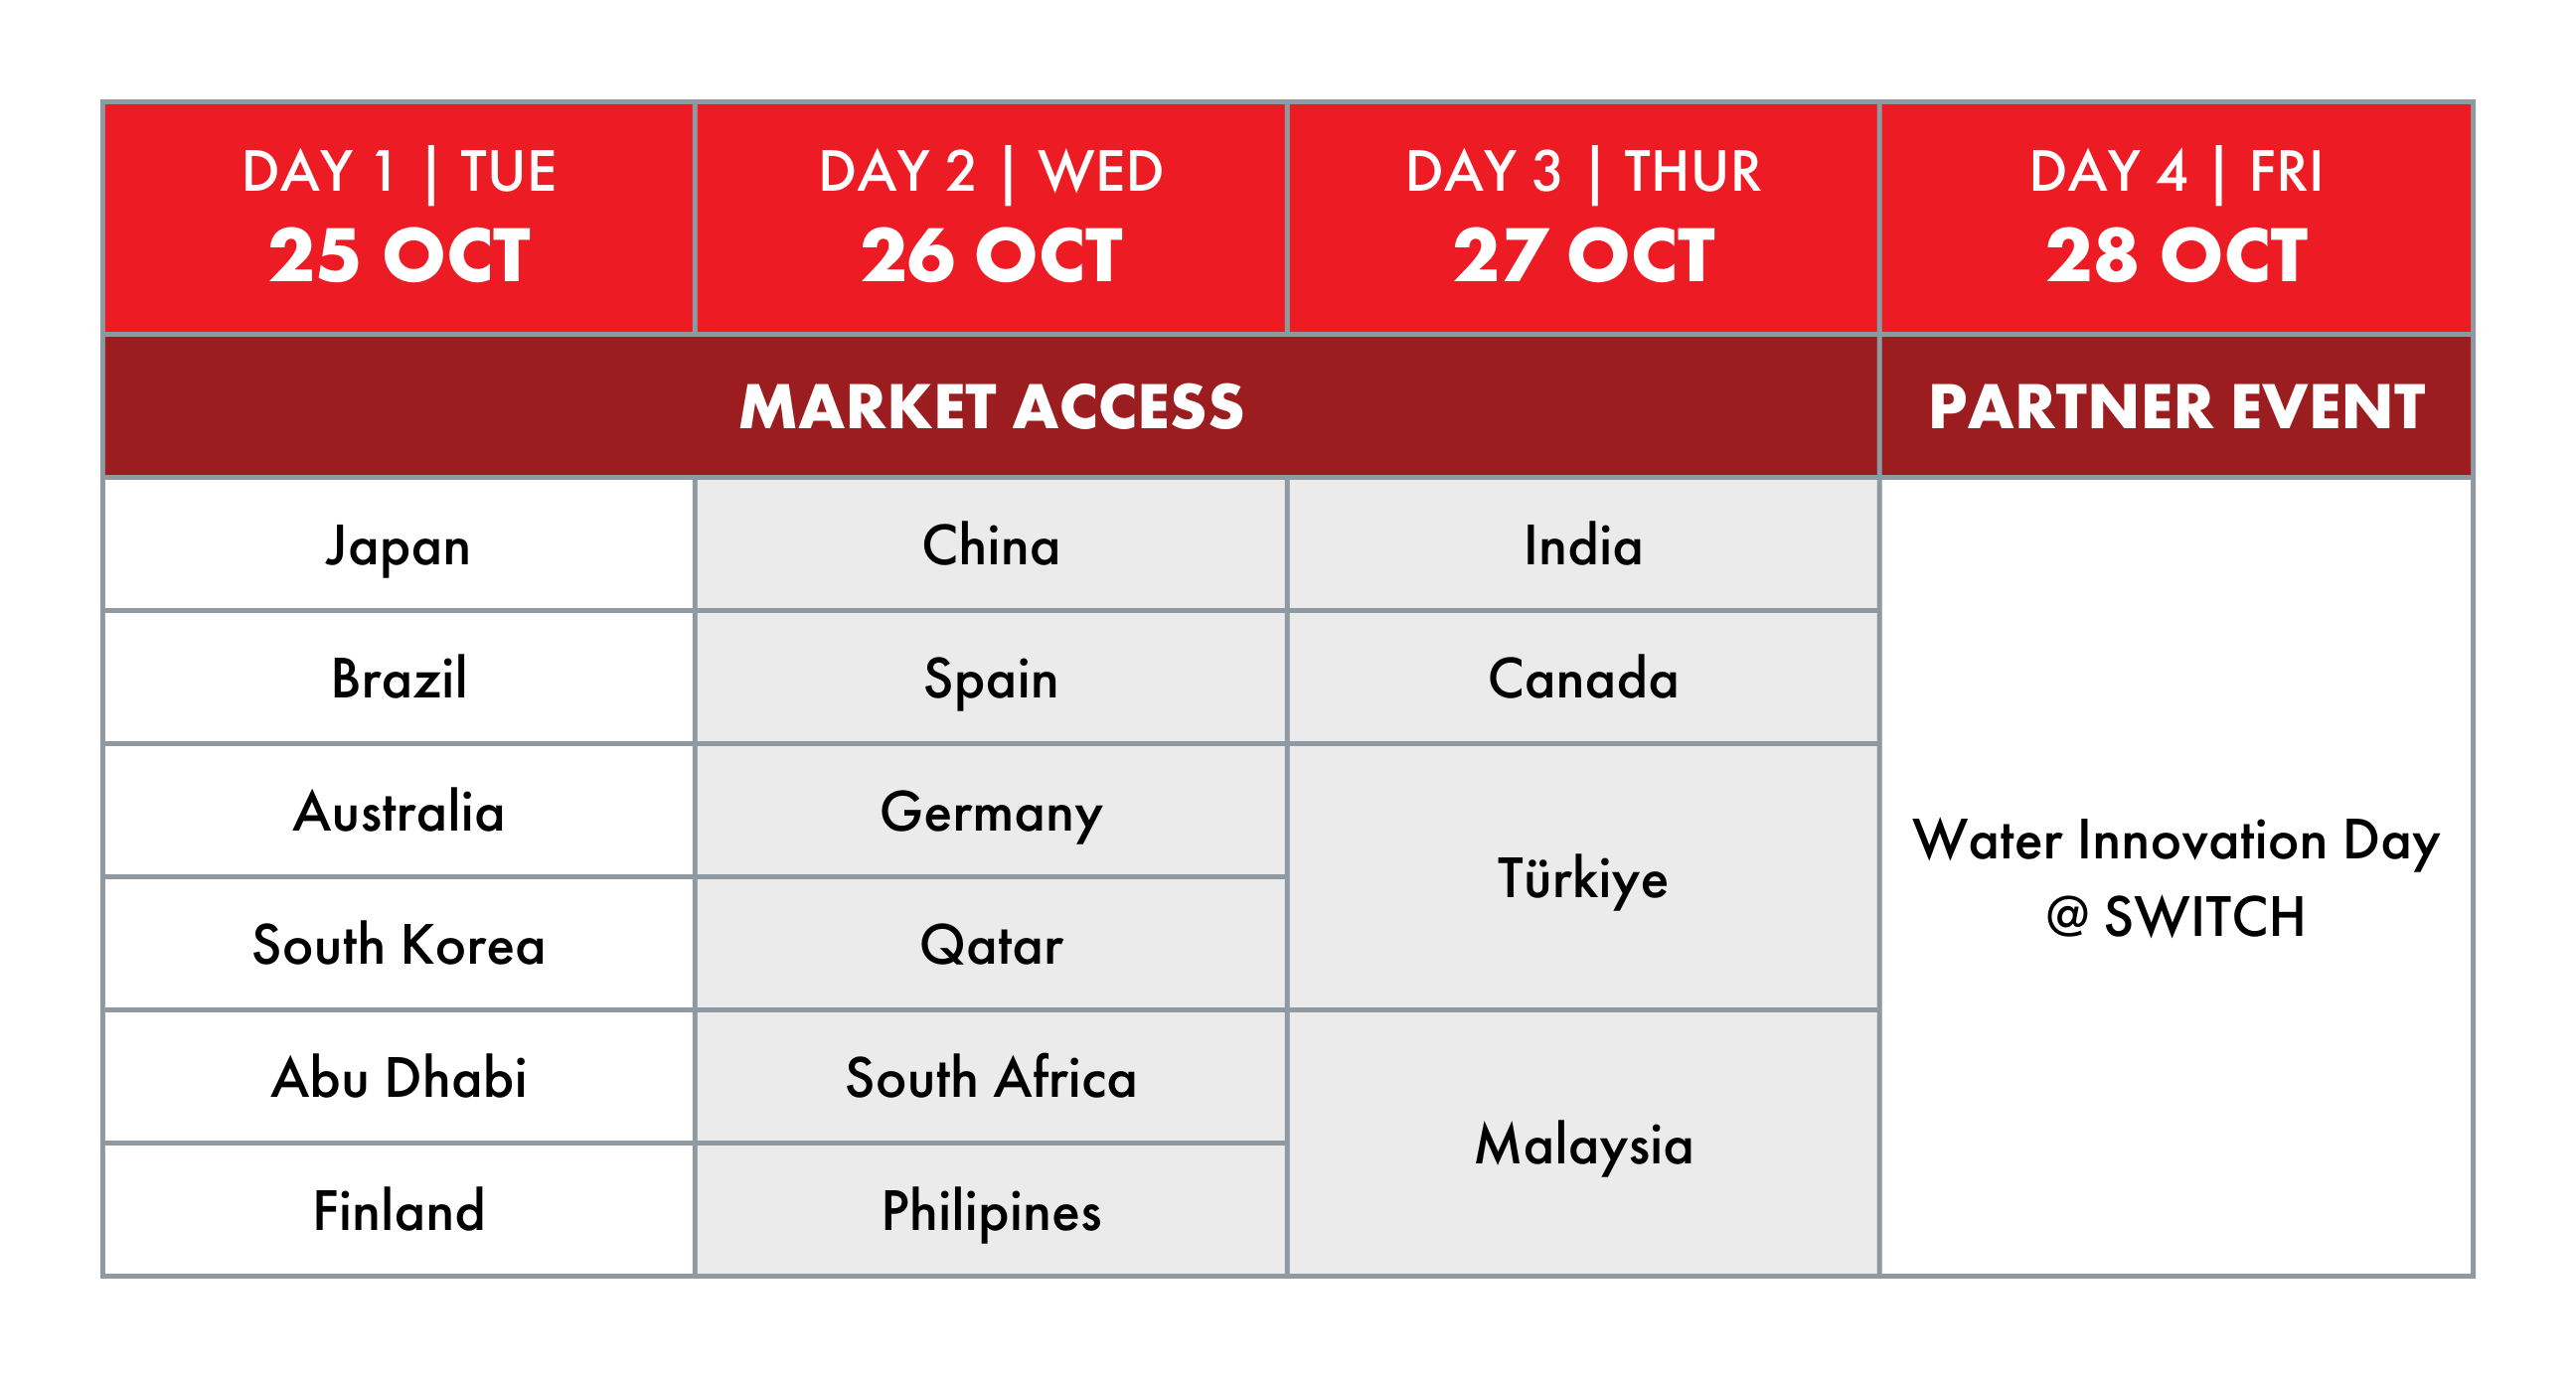 DAY 1 | TUE
25 OCT
DAY 2 | WED
26 OCT
DAY 3 | THUR
27 OCT
DAY 4 | FRI
28 OCT
MARKET ACCESS
PARTNER EVENT
Japan
China
India
Brazil
Spain
Canada
Australia
Germany
Türkiye
Water Innovation Day
@ SWITCH
South Korea
Qatar
Abu Dhabi
South Africa
Malaysia
Finland
Philipines